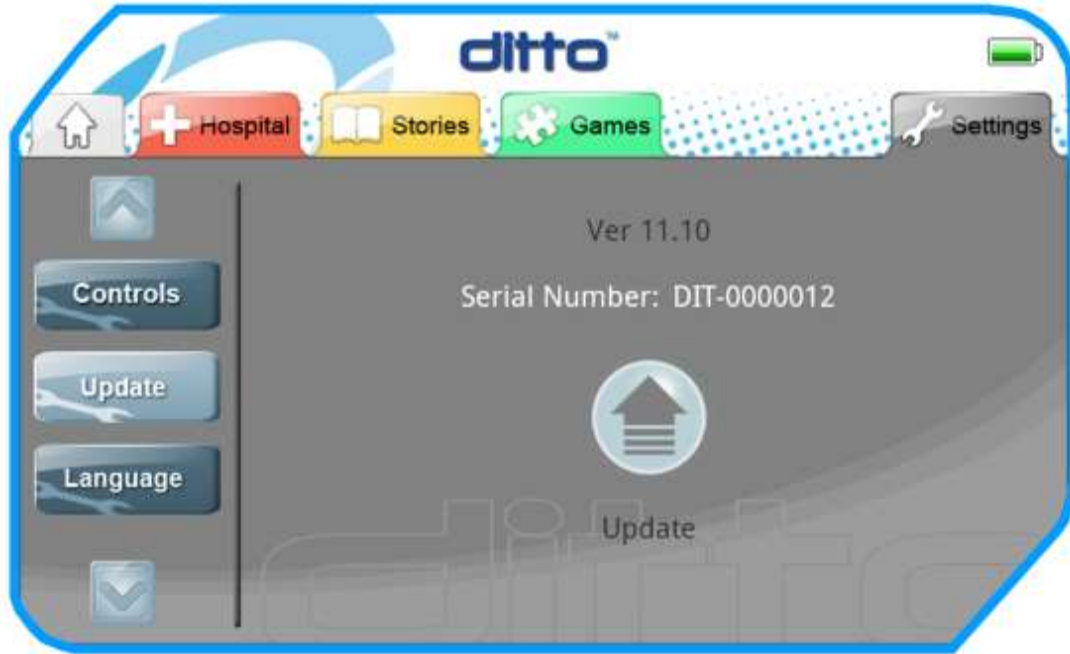 ditto™
Hospital
Stories
Games
Settings
Controls
Update
Language
Ver 11.10
Serial Number: DIT-0000012
Update
ditto